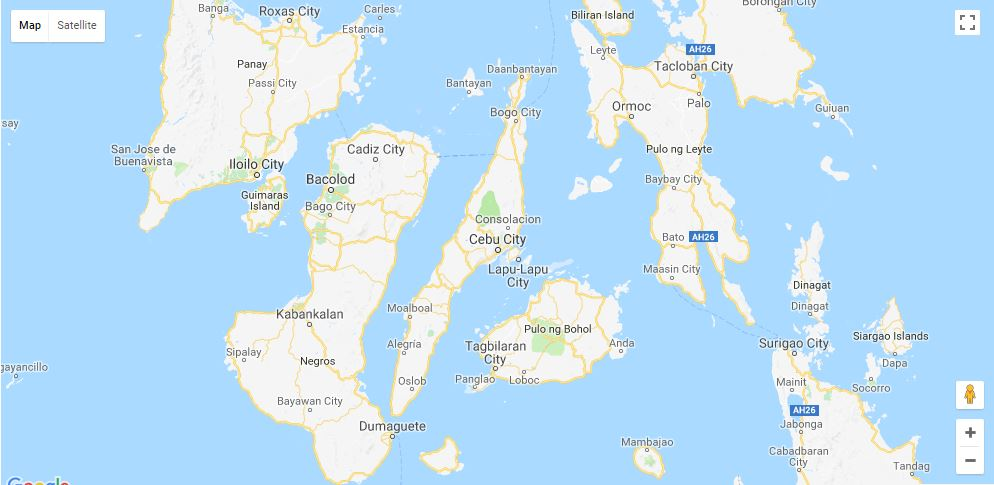 Map
Satellite
Banga
Roxas City
Carles
Estancia
Panay
Passi City
Biliran Island
Borongan City
Leyte
AH26
Tacloban City
Daanbantayan
Bantayan
Bogo City
Ormoc
Palo
Guiuan
say
San Jose de
Buenavista
Iloilo City
Cadiz City
Pulo ng Leyte
Bacolod
Guimaras
Island
Bago City
Baybay City
Consolacion
Cebu City
Bato
AH26
Lapu-Lapu
City
Maasin City
Dinagat
Dinagat
Moalboal
Kabankalan
Pulo ng Bohol
Siargao Islands
Sipalay
Negros
Alegria
Tagbilaran
City
Anda
Surigao City
Dapa
gayancillo
Oslob
Panglao
Loboc
Mainit
Socorro
Bayawan City
AH26
Jabonga
Dumaguete
Mambajao
Cabadbaran
City
Tandag
Google